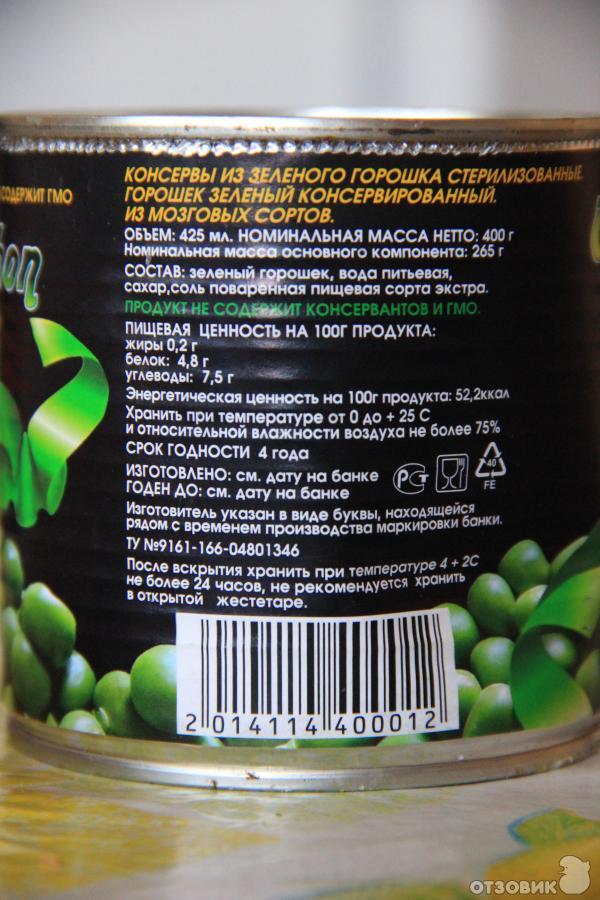 КОНСЕРВЫ ИЗ ЗЕЛЕНОГО ГОРОШКА СТЕРИЛИЗОВАННЫЕ.
ГОРОШЕК ЗЕЛЕНЫЙ КОНСЕРВИРОВАННЫЙ.
ИЗ МОЗГОВЫХ СОРТОВ.
СОДЕРЖИТ ГМО
ОБЪЕМ: 425 мл. НОМИНАЛЬНАЯ МАССА НЕТТО: 400 г
Номинальная масса основного компонента: 265 г
СОСТАВ: зеленый горошек, вода питьевая,
сахар,соль поваренная пищевая сорта экстра.
ПРОДУКТ НЕ СОДЕРЖИТ КОНСЕРВАНТОВ И ГМО.
ПИЩЕВАЯ ЦЕННОСТЬ НА 100Г ПРОДУКТА:
жиры 0,2 г
белок: 4,8 г
углеводы: 7,5 г
Энергетическая ценность на 100г продукта: 52,2ккал
Хранить при температуре от 0 до + 25 С
и относительной влажности воздуха не более 75%
СРОК ГОДНОСТИ 4 года
ИЗГОТОВЛЕНО: см. дату на банке
ГОДЕН ДО: см. дату на банке
РСТ
40
FE
Изготовитель указан в виде буквы, находящейся
рядом с временем производства маркировки банки.
ТУ №9161-166-04801346
После вскрытия хранить при температуре 4 + 2С
не более 24 часов, не рекомендуется хранить
в открытой жестетаре.
2 014114 400012
ОТЗОВИК